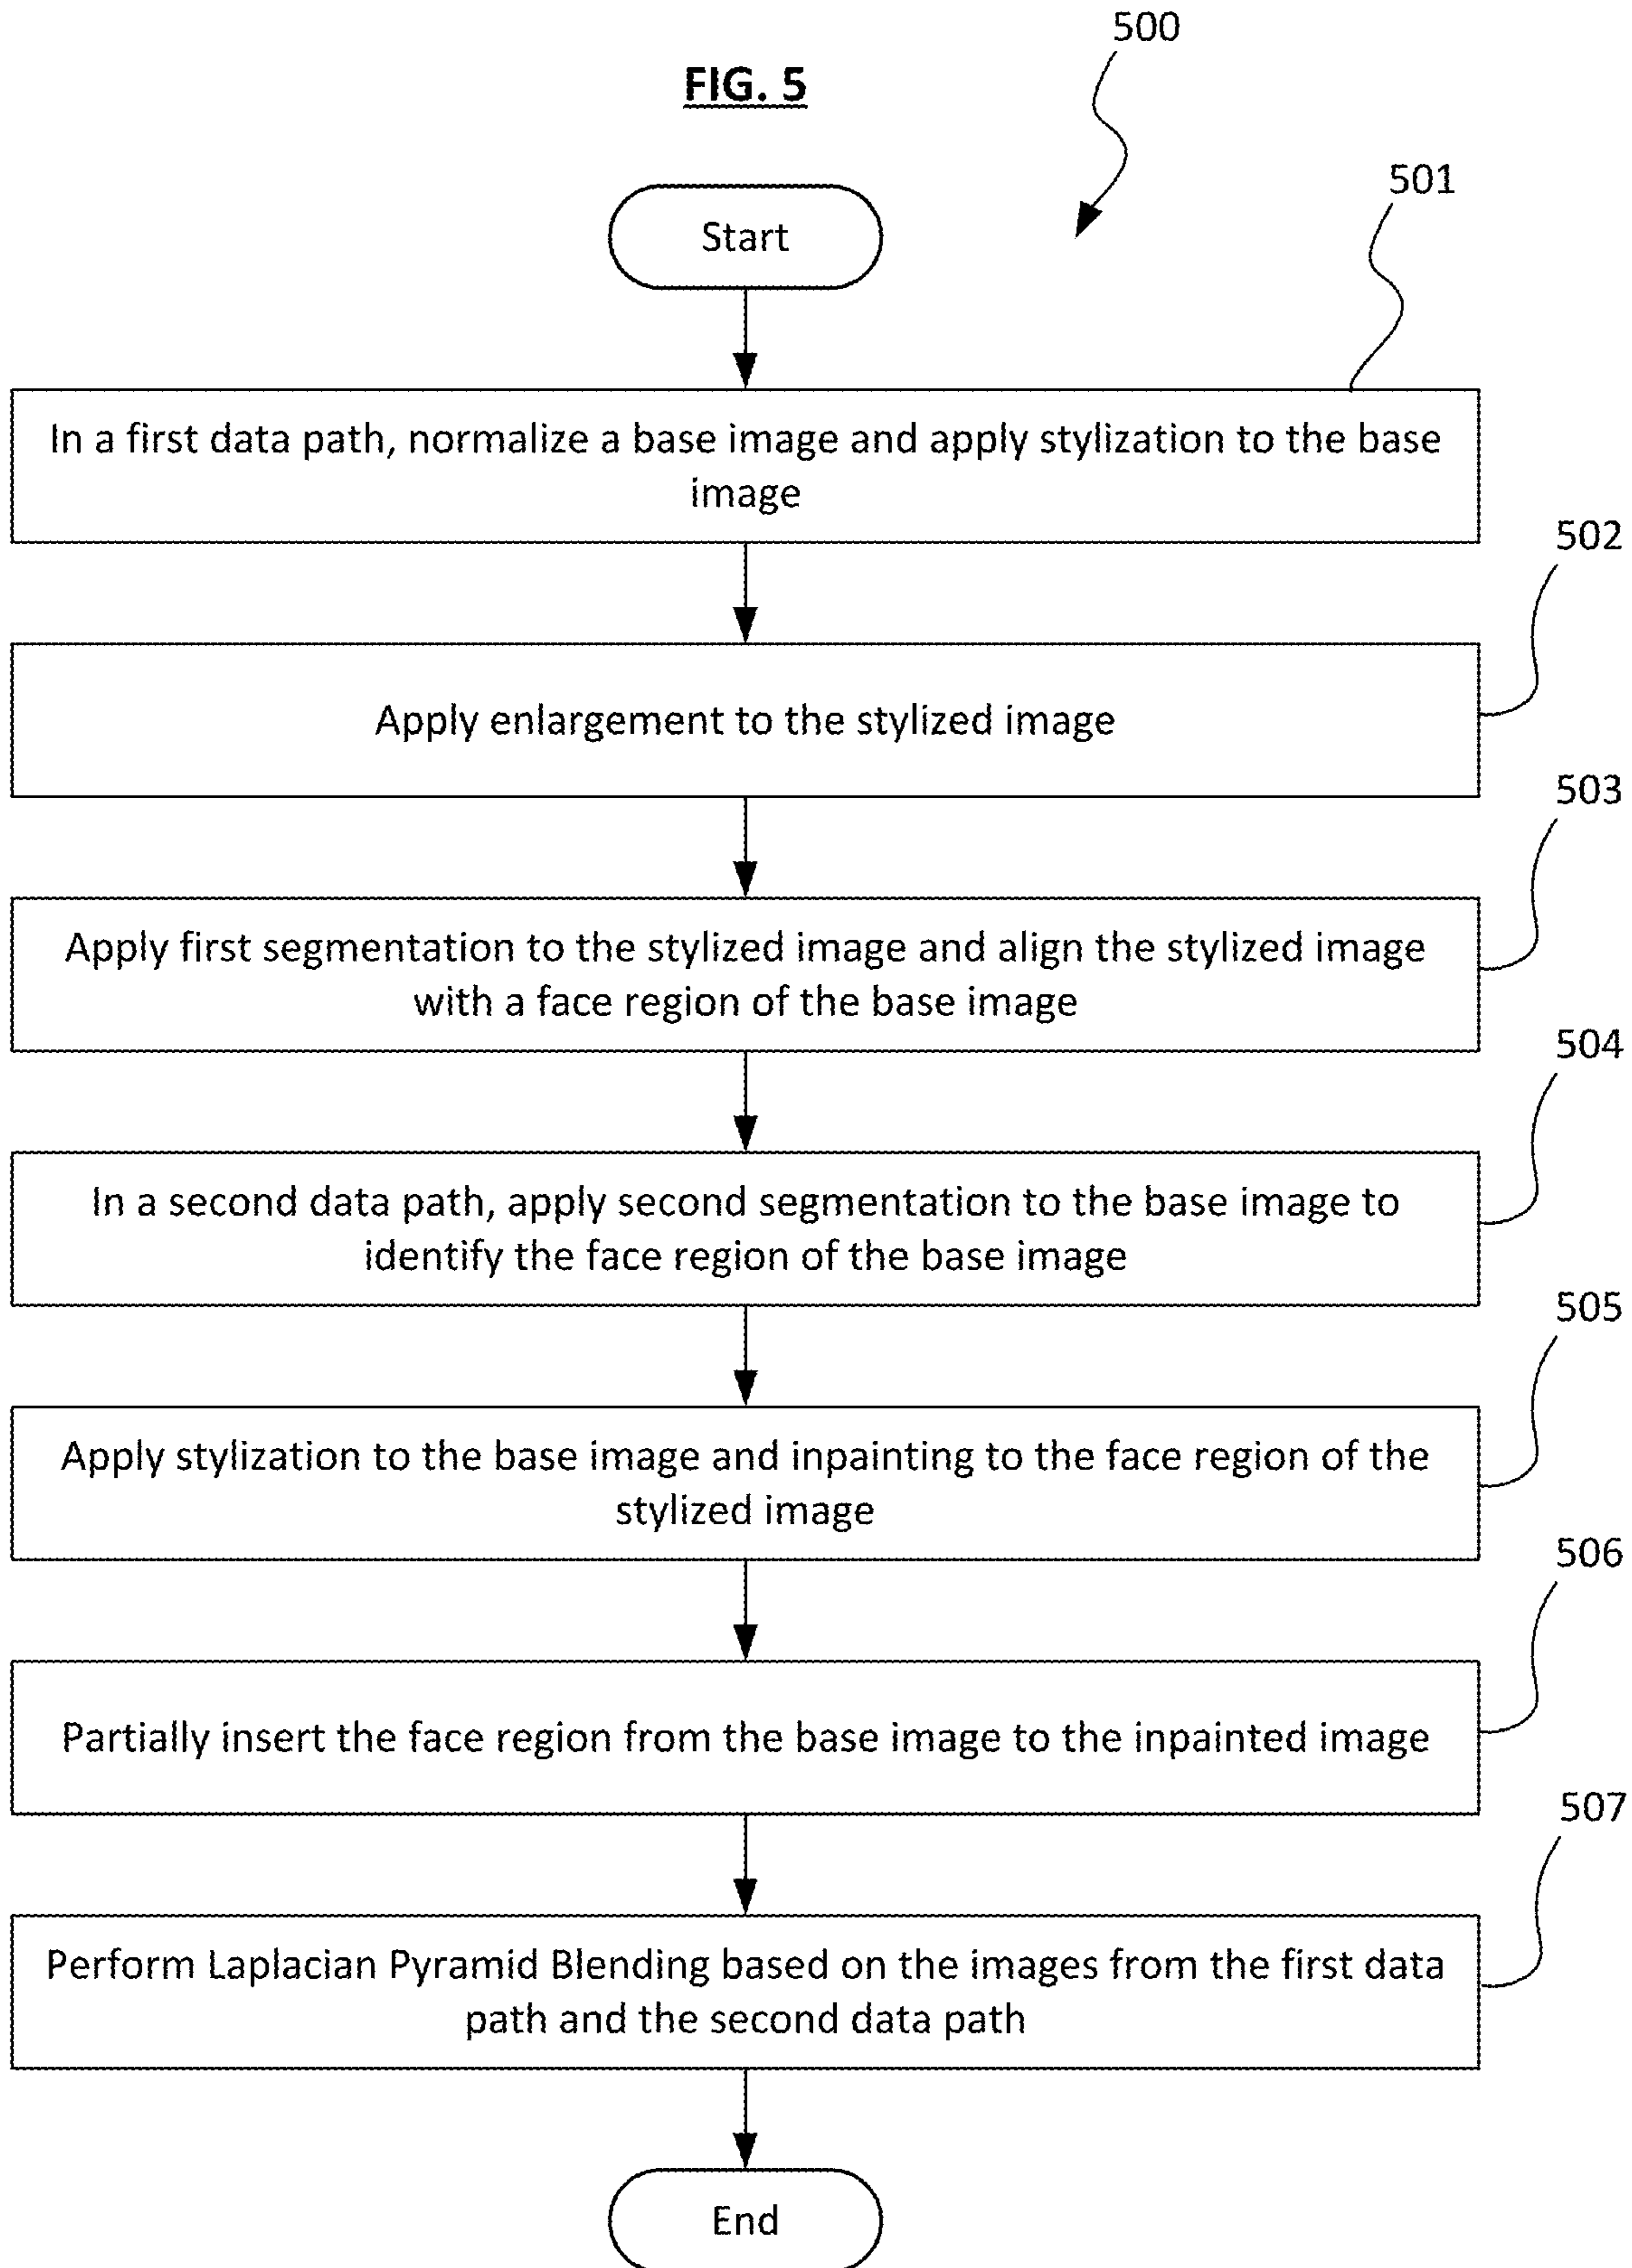 500
FIG. 5
501
Start
In a first data path, normalize a base image and apply stylization to the base
image
502
Apply enlargement to the stylized image
503
Apply first segmentation to the stylized image and align the stylized image
with a face region of the base image
504
In a second data path, apply second segmentation to the base image to
identify the face region of the base image
505
Apply stylization to the base image and inpainting to the face region of the
stylized image
506
Partially insert the face region from the base image to the inpainted image
507
Perform Laplacian Pyramid Blending based on the images from the first data
path and the second data path
End